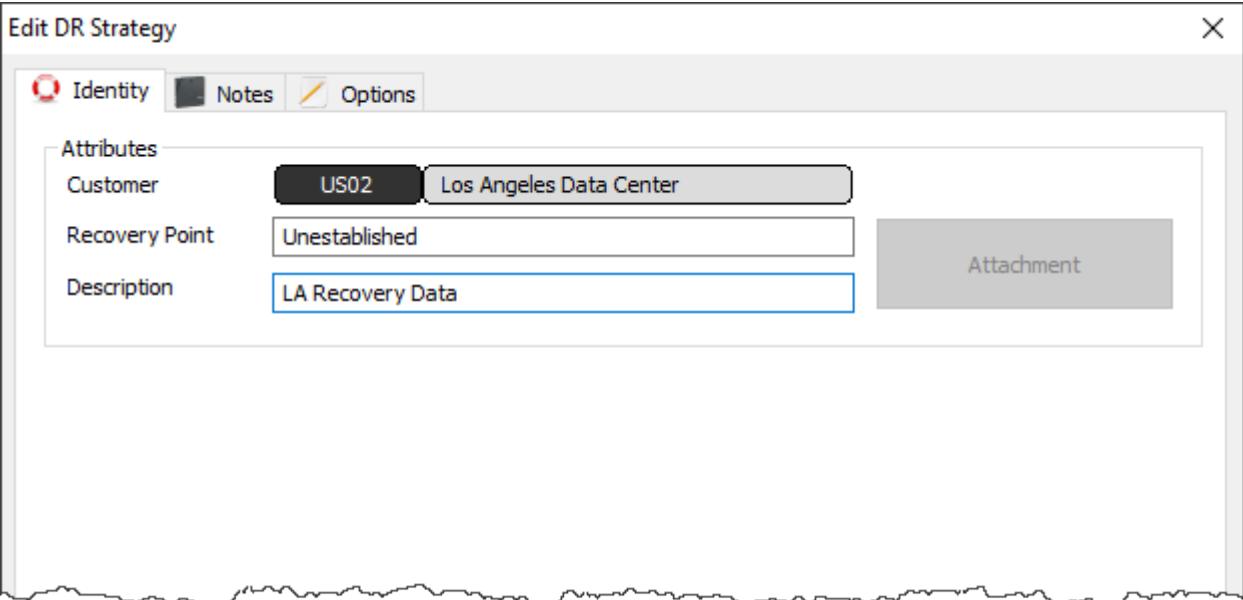 Edit DR Strategy
Identity Notes Options
Attributes
Customer US02 Los Angeles Data Center
Recovery Point Unestablished
Attachment
Description LA Recovery Data